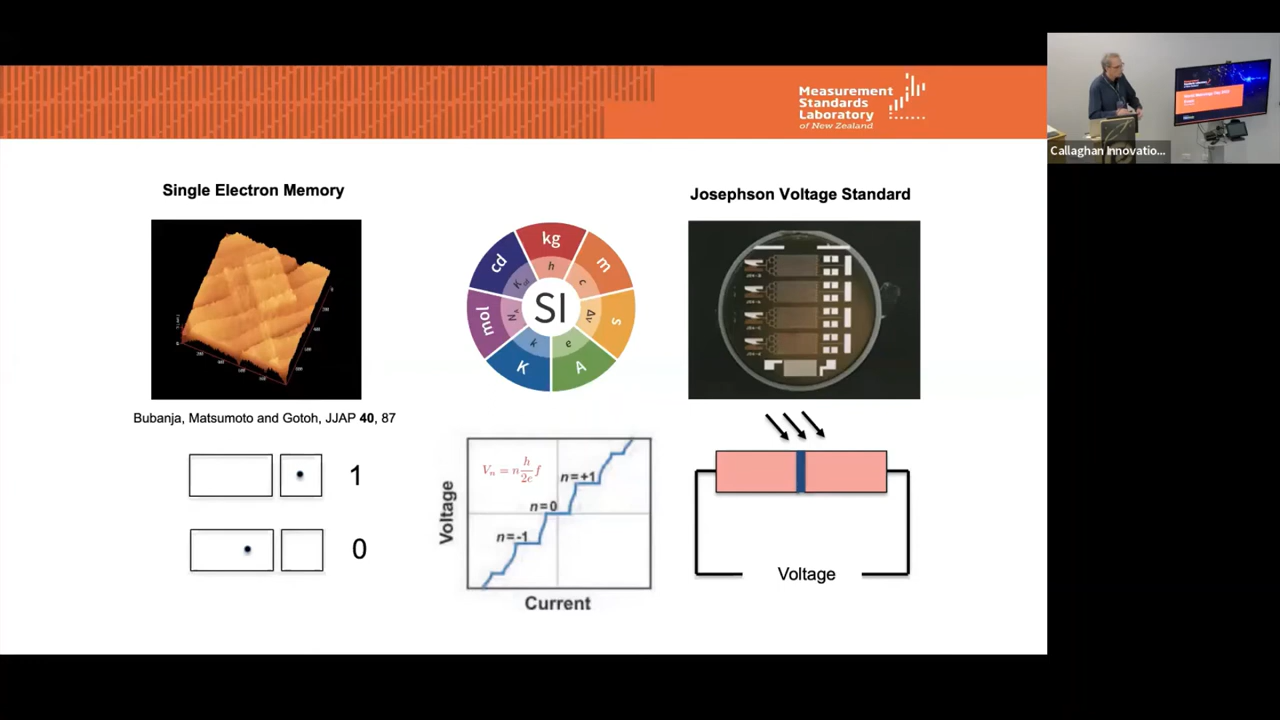 Measurement
Standards
Laboratory
of New Zealand
Callaghan Innovatio...
Single Electron Memory
Josephson Voltage Standard
kg
m
s
A
K
mol
cd
h
c
Δν
e
k
SI
Bubanja, Matsumoto and Gotoh, JJAP 40, 87
1
0
Voltage
Vn = n h/2e f
n=+1
n=0
n=-1
Current
Voltage